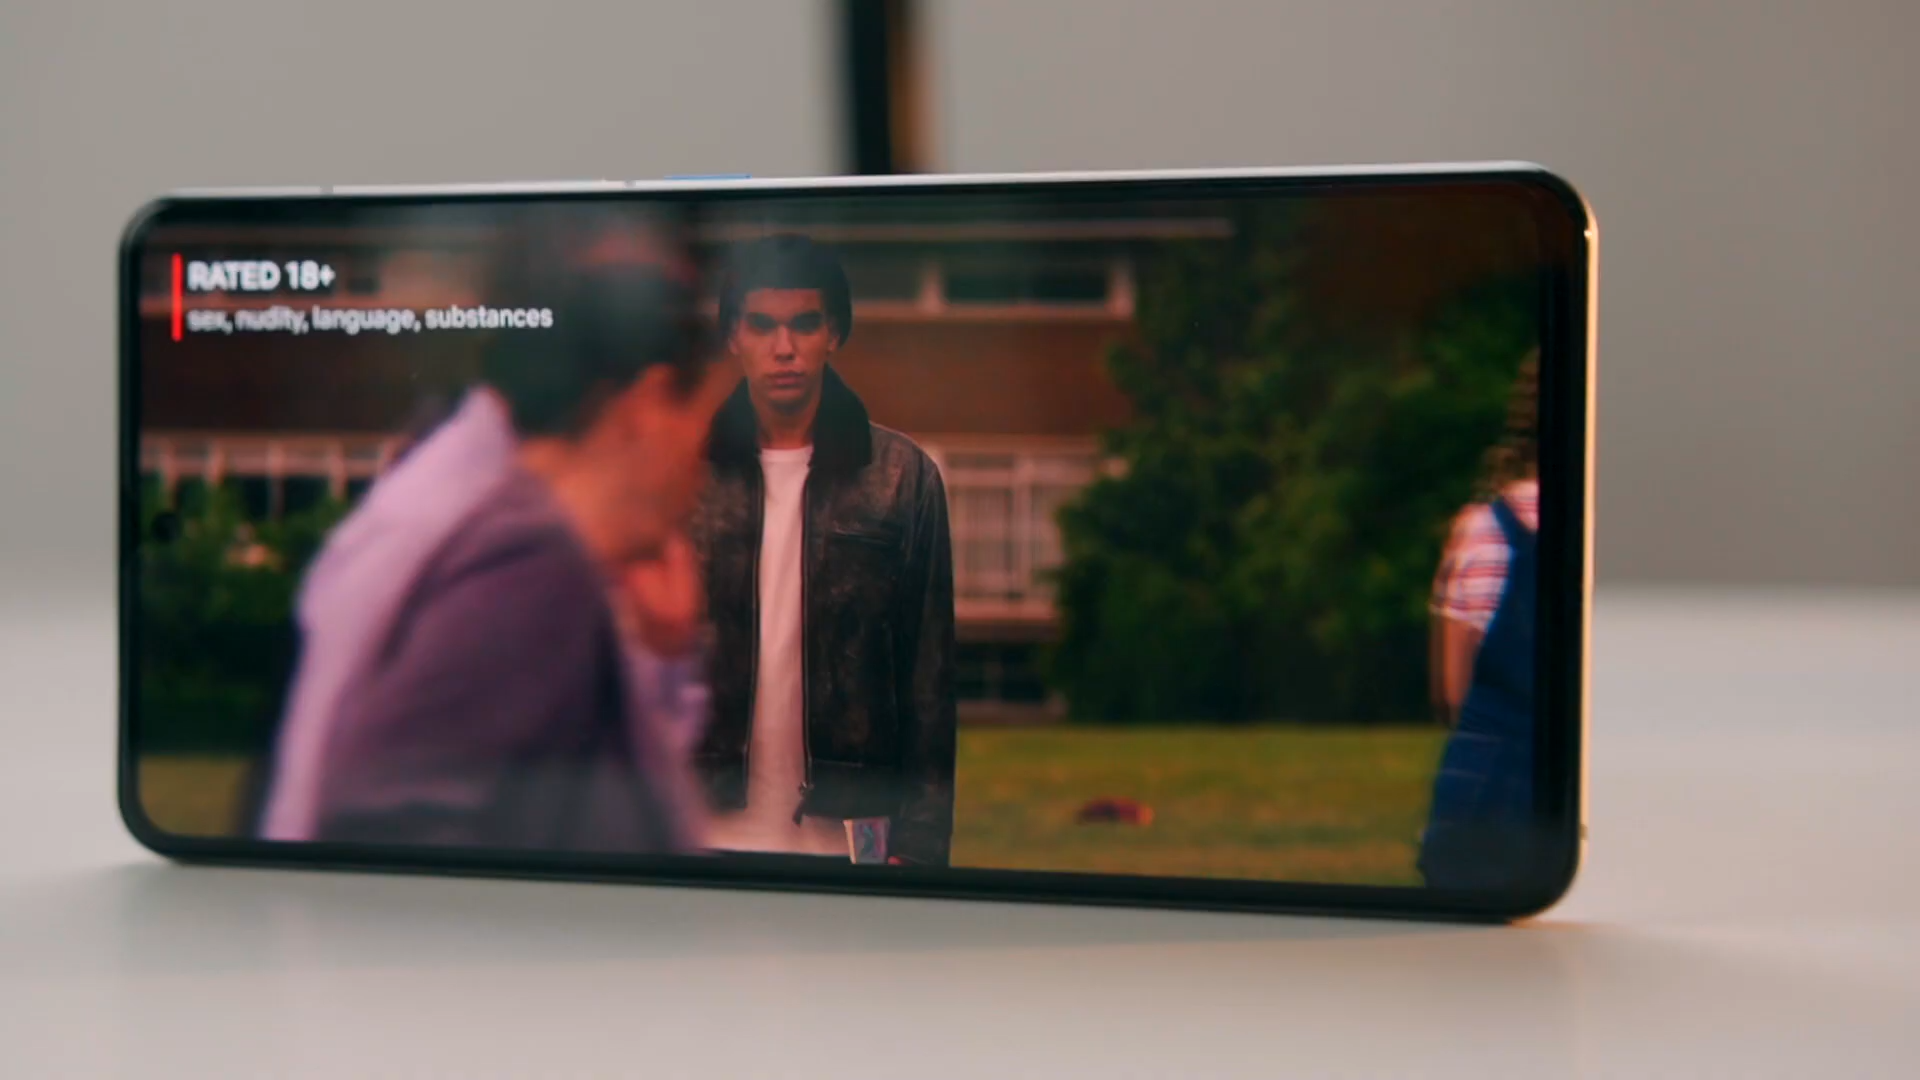 RATED 18+
sex, nudity, language, substances